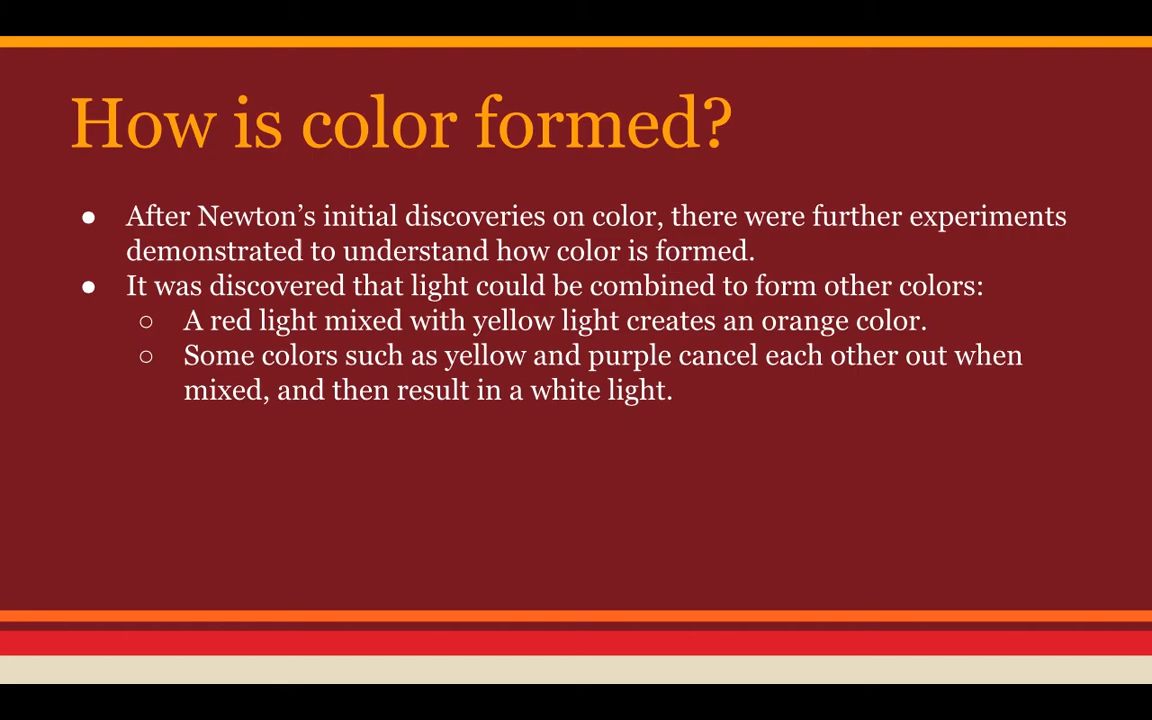 How is color formed?
● After Newton’s initial discoveries on color, there were further experiments
demonstrated to understand how color is formed.
● It was discovered that light could be combined to form other colors:
○ A red light mixed with yellow light creates an orange color.
○ Some colors such as yellow and purple cancel each other out when
mixed, and then result in a white light.